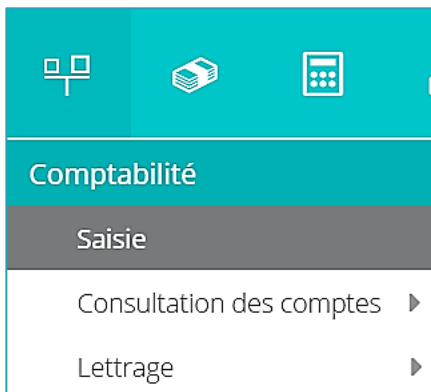 Comptabilité
Saisie
Consultation des comptes
Lettrage